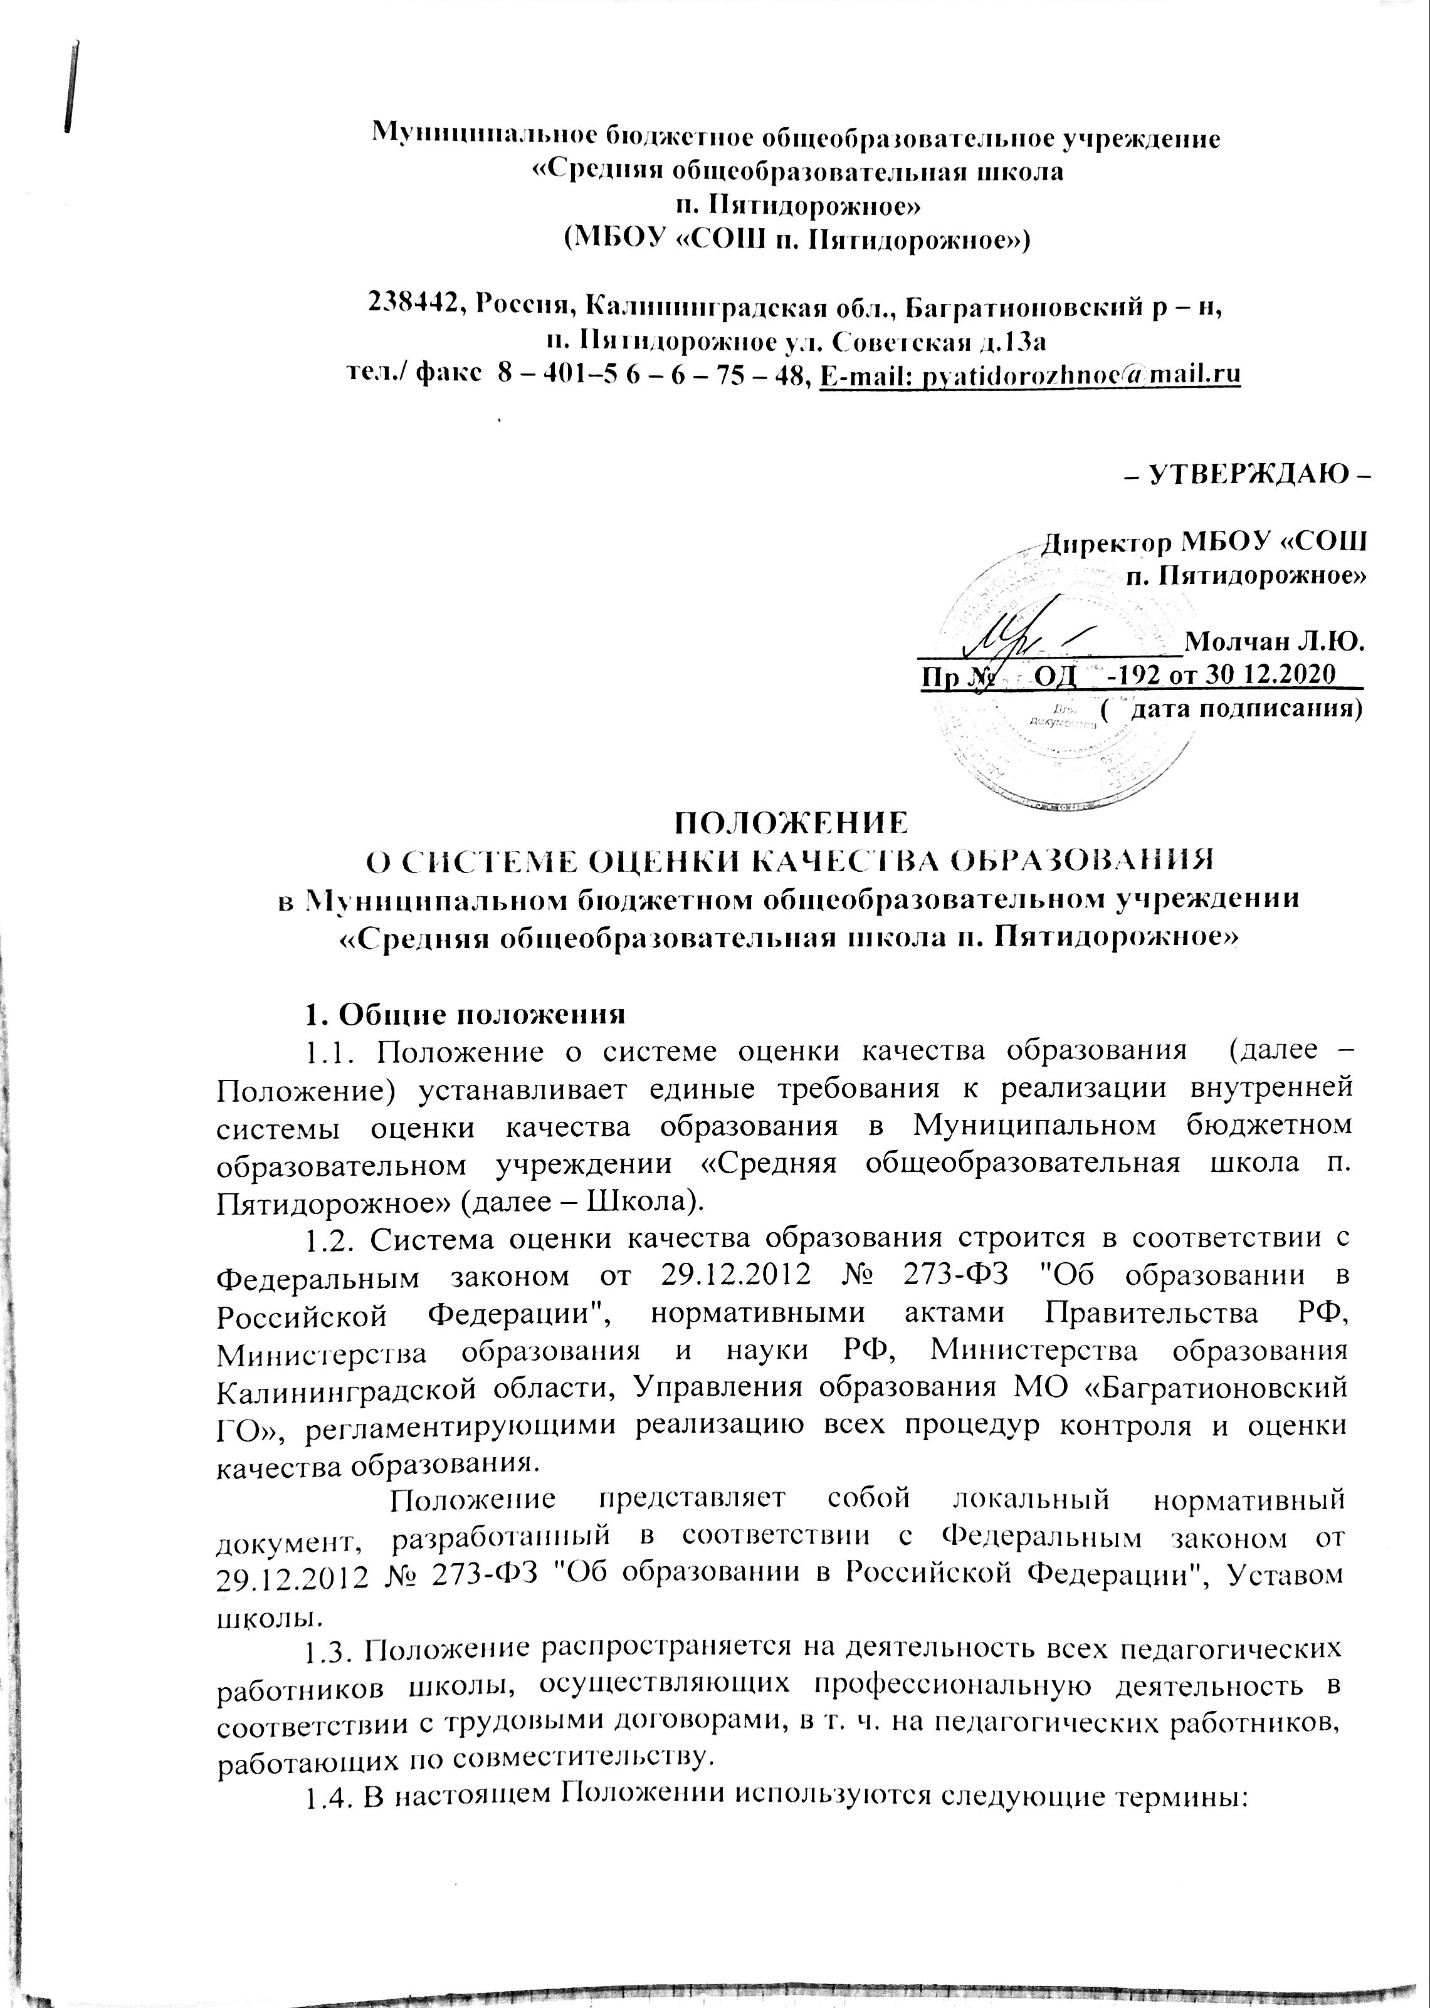 Муниципальное бюджетное общеобразовательное учреждение
«Средняя общеобразовательная школа
п. Пятидорожное»
(МБОУ «СОШ п. Пятидорожное»)
238442, Россия, Калининградская обл., Багратионовский р – н,
п. Пятидорожное ул. Советская д.13а
тел./ факс 8 – 401–5 6 – 6 – 75 – 48, E-mail: pyatidorozhnoe@mail.ru
– УТВЕРЖДАЮ –
Директор МБОУ «СОШ
п. Пятидорожное»
Молчан Л.Ю.
Пр № ОД -192 от 30 12.2020
( дата подписания)
Для
документов
ПОЛОЖЕНИЕ
О СИСТЕМЕ ОЦЕНКИ КАЧЕСТВА ОБРАЗОВАНИЯ
в Муниципальном бюджетном общеобразовательном учреждении
«Средняя общеобразовательная школа п. Пятидорожное»
1. Общие положения
1.1. Положение о системе оценки качества образования (далее –
Положение) устанавливает единые требования к реализации внутренней
системы оценки качества образования в Муниципальном бюджетном
образовательном учреждении «Средняя общеобразовательная школа п.
Пятидорожное» (далее – Школа).
1.2. Система оценки качества образования строится в соответствии с
Федеральным законом от 29.12.2012 № 273-ФЗ "Об образовании в
Российской Федерации", нормативными актами Правительства РФ,
Министерства образования и науки РФ, Министерства образования
Калининградской области, Управления образования МО «Багратионовский
ГО», регламентирующими реализацию всех процедур контроля и оценки
качества образования.
Положение представляет собой локальный нормативный
документ, разработанный в соответствии с Федеральным законом от
29.12.2012 № 273-ФЗ "Об образовании в Российской Федерации", Уставом
школы.
1.3. Положение распространяется на деятельность всех педагогических
работников школы, осуществляющих профессиональную деятельность в
соответствии с трудовыми договорами, в т. ч. на педагогических работников,
работающих по совместительству.
1.4. В настоящем Положении используются следующие термины: